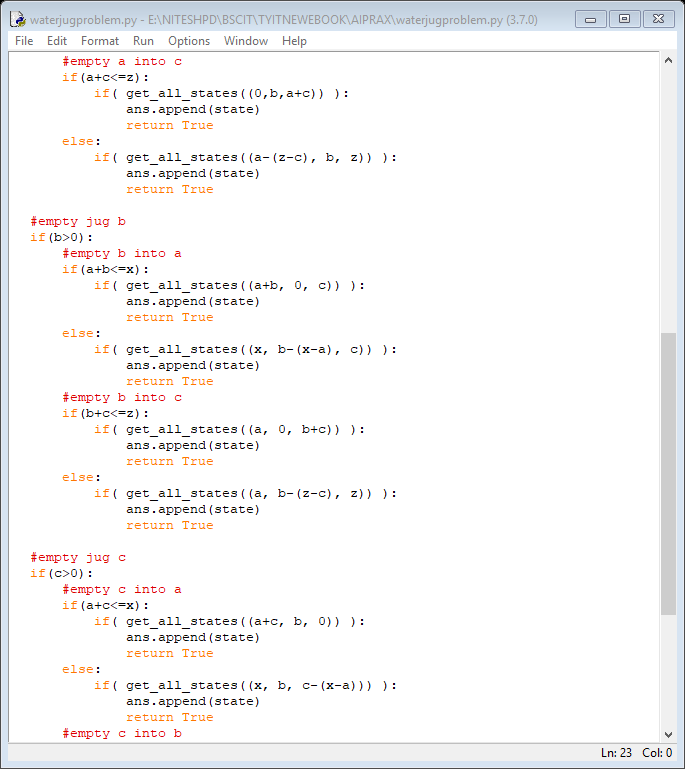 waterjugproblem.py - E:\NITESHPD\BSCIT\TYITNEWEBOOK\AIPRAX\waterjugproblem.py (3.7.0)
File Edit Format Run Options Window Help
        #empty a into c
        if(a+c<=z):
            if( get_all_states((0,b,a+c)) ):
                ans.append(state)
                return True
        else:
            if( get_all_states((a-(z-c), b, z)) ):
                ans.append(state)
                return True

    #empty jug b
    if(b>0):
        #empty b into a
        if(a+b<=x):
            if( get_all_states((a+b, 0, c)) ):
                ans.append(state)
                return True
        else:
            if( get_all_states((x, b-(x-a), c)) ):
                ans.append(state)
                return True
        #empty b into c
        if(b+c<=z):
            if( get_all_states((a, 0, b+c)) ):
                ans.append(state)
                return True
        else:
            if( get_all_states((a, b-(z-c), z)) ):
                ans.append(state)
                return True

    #empty jug c
    if(c>0):
        #empty c into a
        if(a+c<=x):
            if( get_all_states((a+c, b, 0)) ):
                ans.append(state)
                return True
        else:
            if( get_all_states((x, b, c-(x-a))) ):
                ans.append(state)
                return True
        #empty c into b
Ln: 23 Col: 0